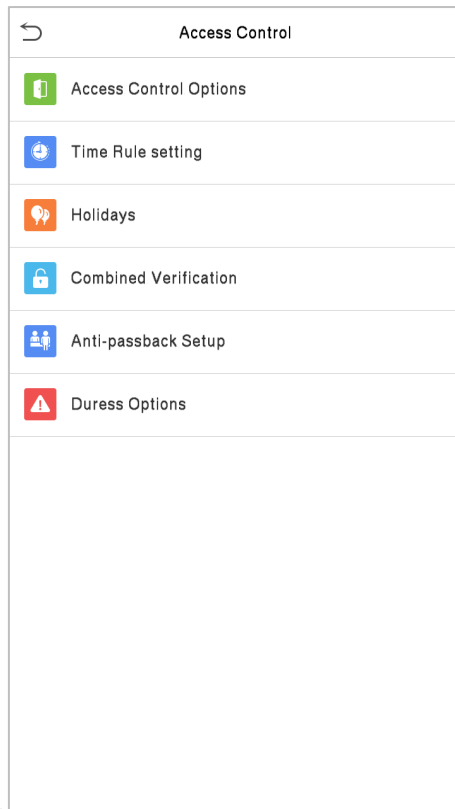 Access Control
Access Control Options
Time Rule setting
Holidays
Combined Verification
Anti-passback Setup
Duress Options